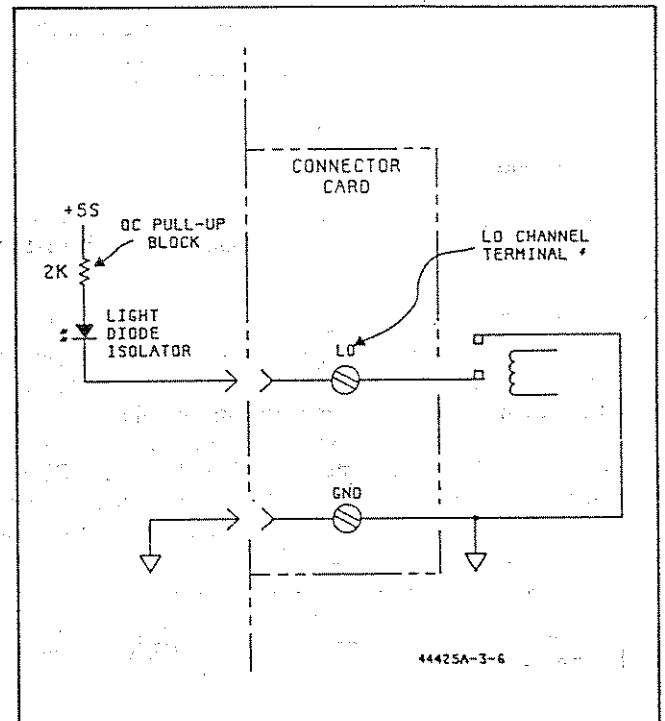 CONNECTOR
CARD
+5S
OC PULL-UP
BLOCK
2K
LIGHT
DIODE
ISOLATOR
LO CHANNEL
TERMINAL
LO
GND
44425A-3-6